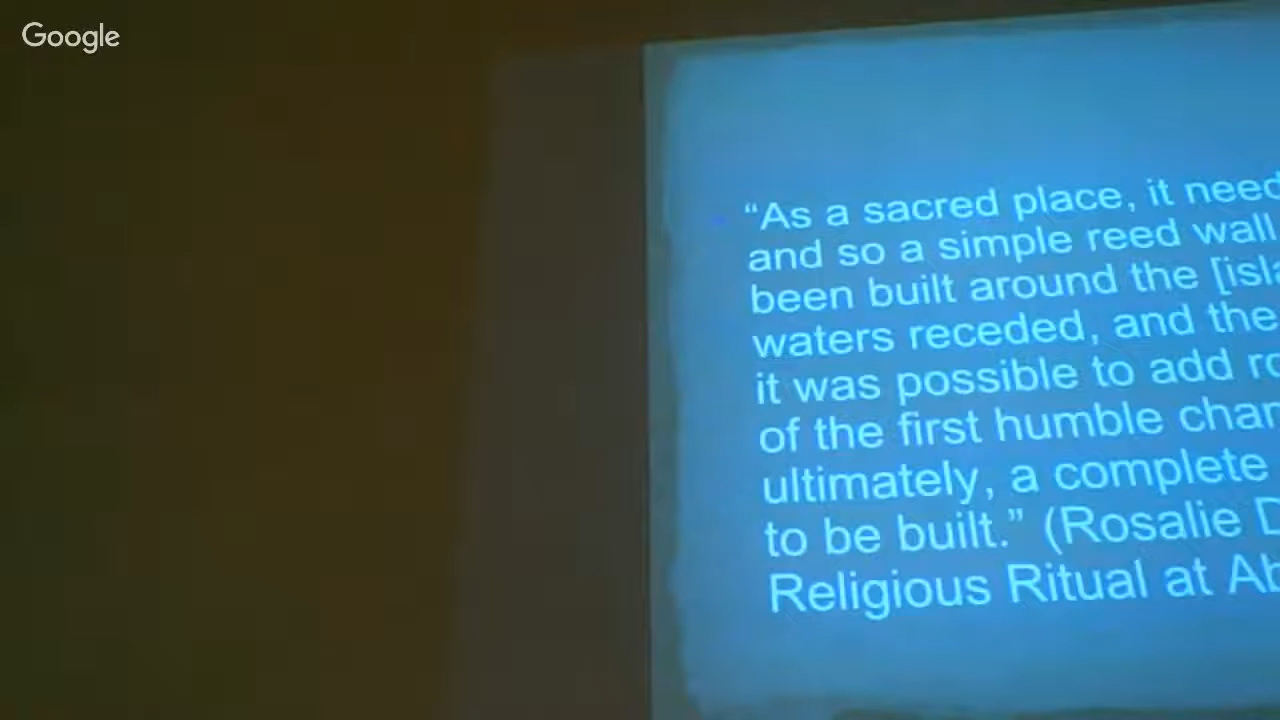 Google
“As a sacred place, it need
and so a simple reed wall
been built around the [isla
waters receded, and the
it was possible to add ro
of the first humble cham
ultimately, a complete
to be built.” (Rosalie D
Religious Ritual at Ab